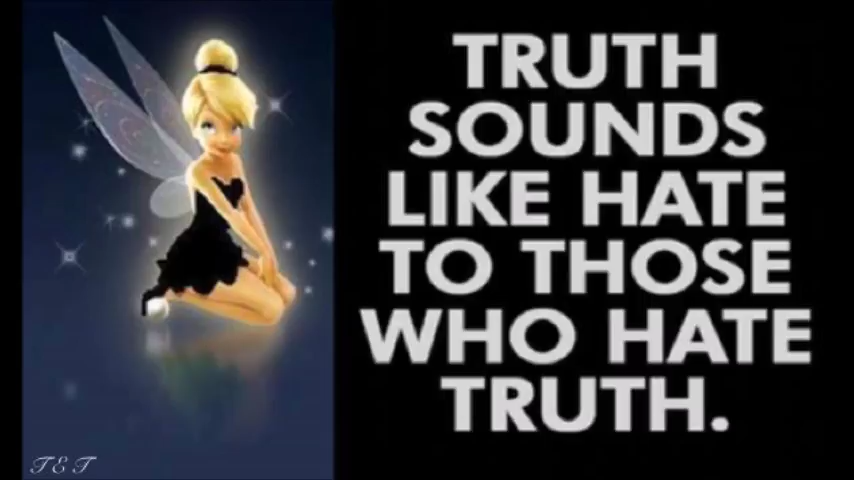 TRUTH
SOUNDS
LIKE HATE
TO THOSE
WHO HATE
TRUTH.
T&T